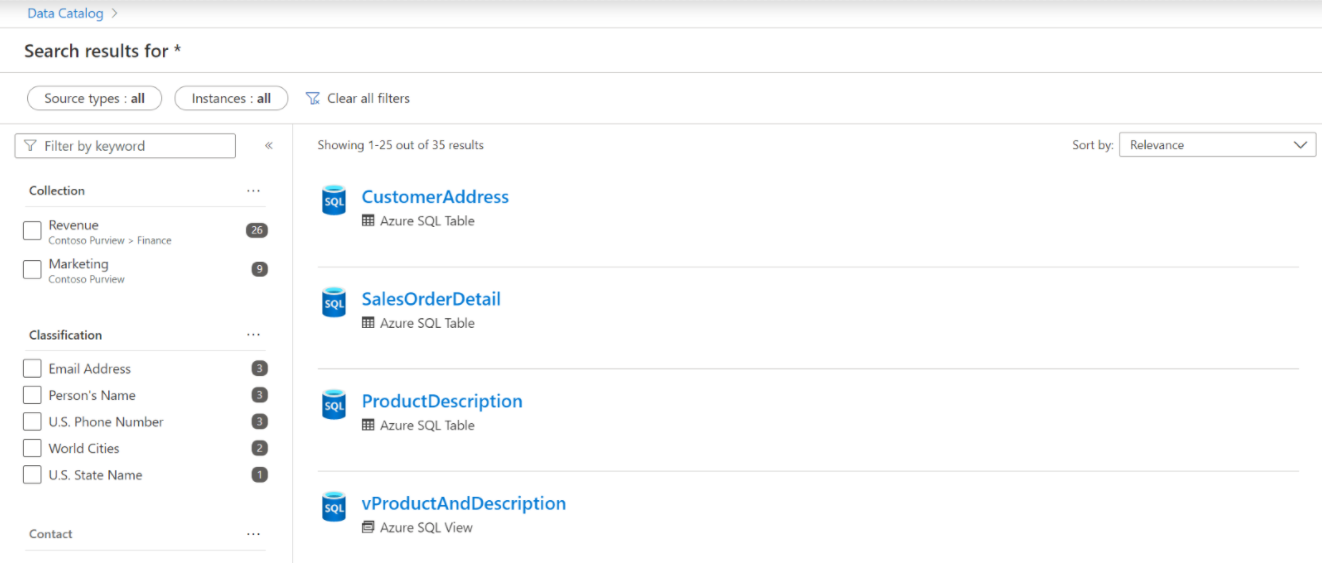 Data Catalog >
Search results for *
Source types : all
Instances : all
Clear all filters
Filter by keyword
«
Showing 1-25 out of 35 results
Sort by: Relevance
Collection ...
Revenue 26
Contoso Purview > Finance
Marketing 9
Contoso Purview
Classification ...
Email Address 3
Person's Name 3
U.S. Phone Number 3
World Cities 2
U.S. State Name 1
Contact ...
SQL CustomerAddress
Azure SQL Table
SQL SalesOrderDetail
Azure SQL Table
SQL ProductDescription
Azure SQL Table
SQL vProductAndDescription
Azure SQL View